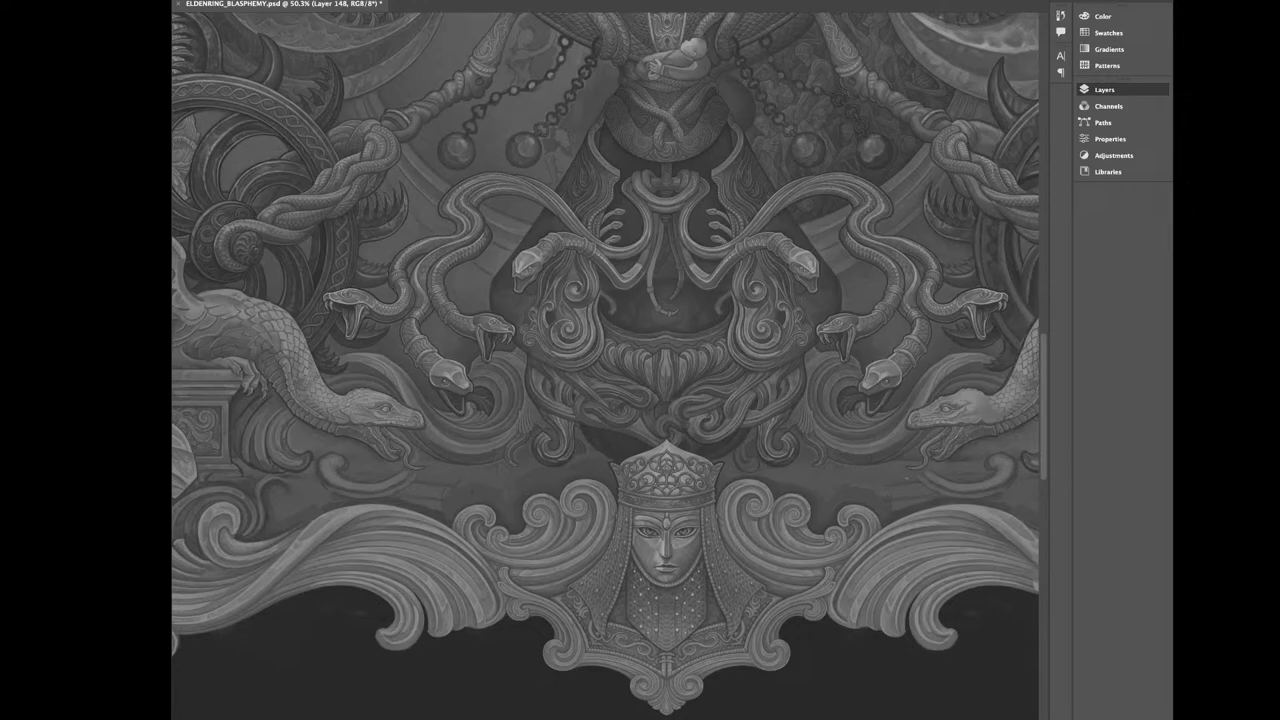 ELDENRING_BLASPHEMY.psd @ 50.3% (Layer 148, RGB/8*) *
Color
Swatches
Gradients
Patterns
Layers
Channels
Paths
Properties
Adjustments
Libraries